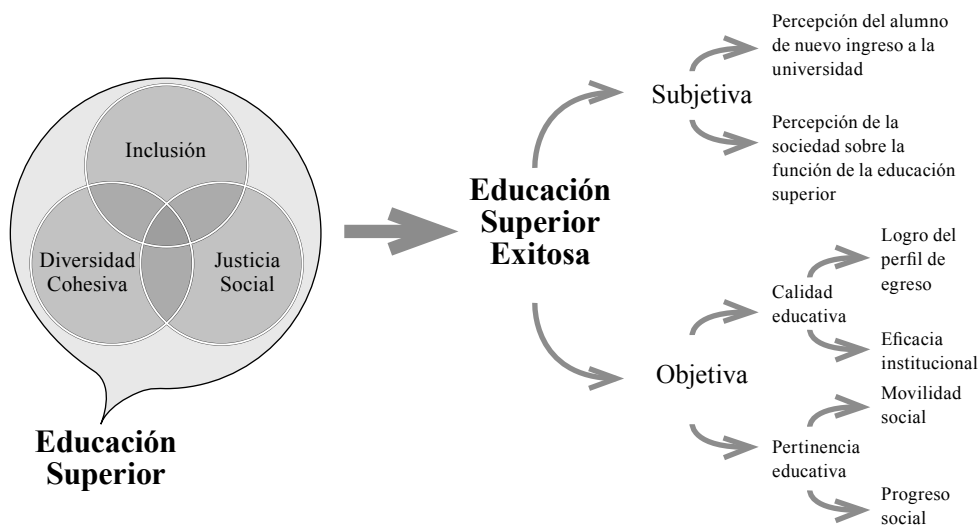 Inclusión
Diversidad
Cohesiva
Justicia
Social
Educación
Superior
Educación
Superior
Exitosa
Subjetiva
Percepción del alumno
de nuevo ingreso a la
universidad
Percepción de la
sociedad sobre la
función de la educación
superior
Objetiva
Calidad
educativa
Logro del
perfil de
egreso
Eficacia
institucional
Pertinencia
educativa
Movilidad
social
Progreso
social